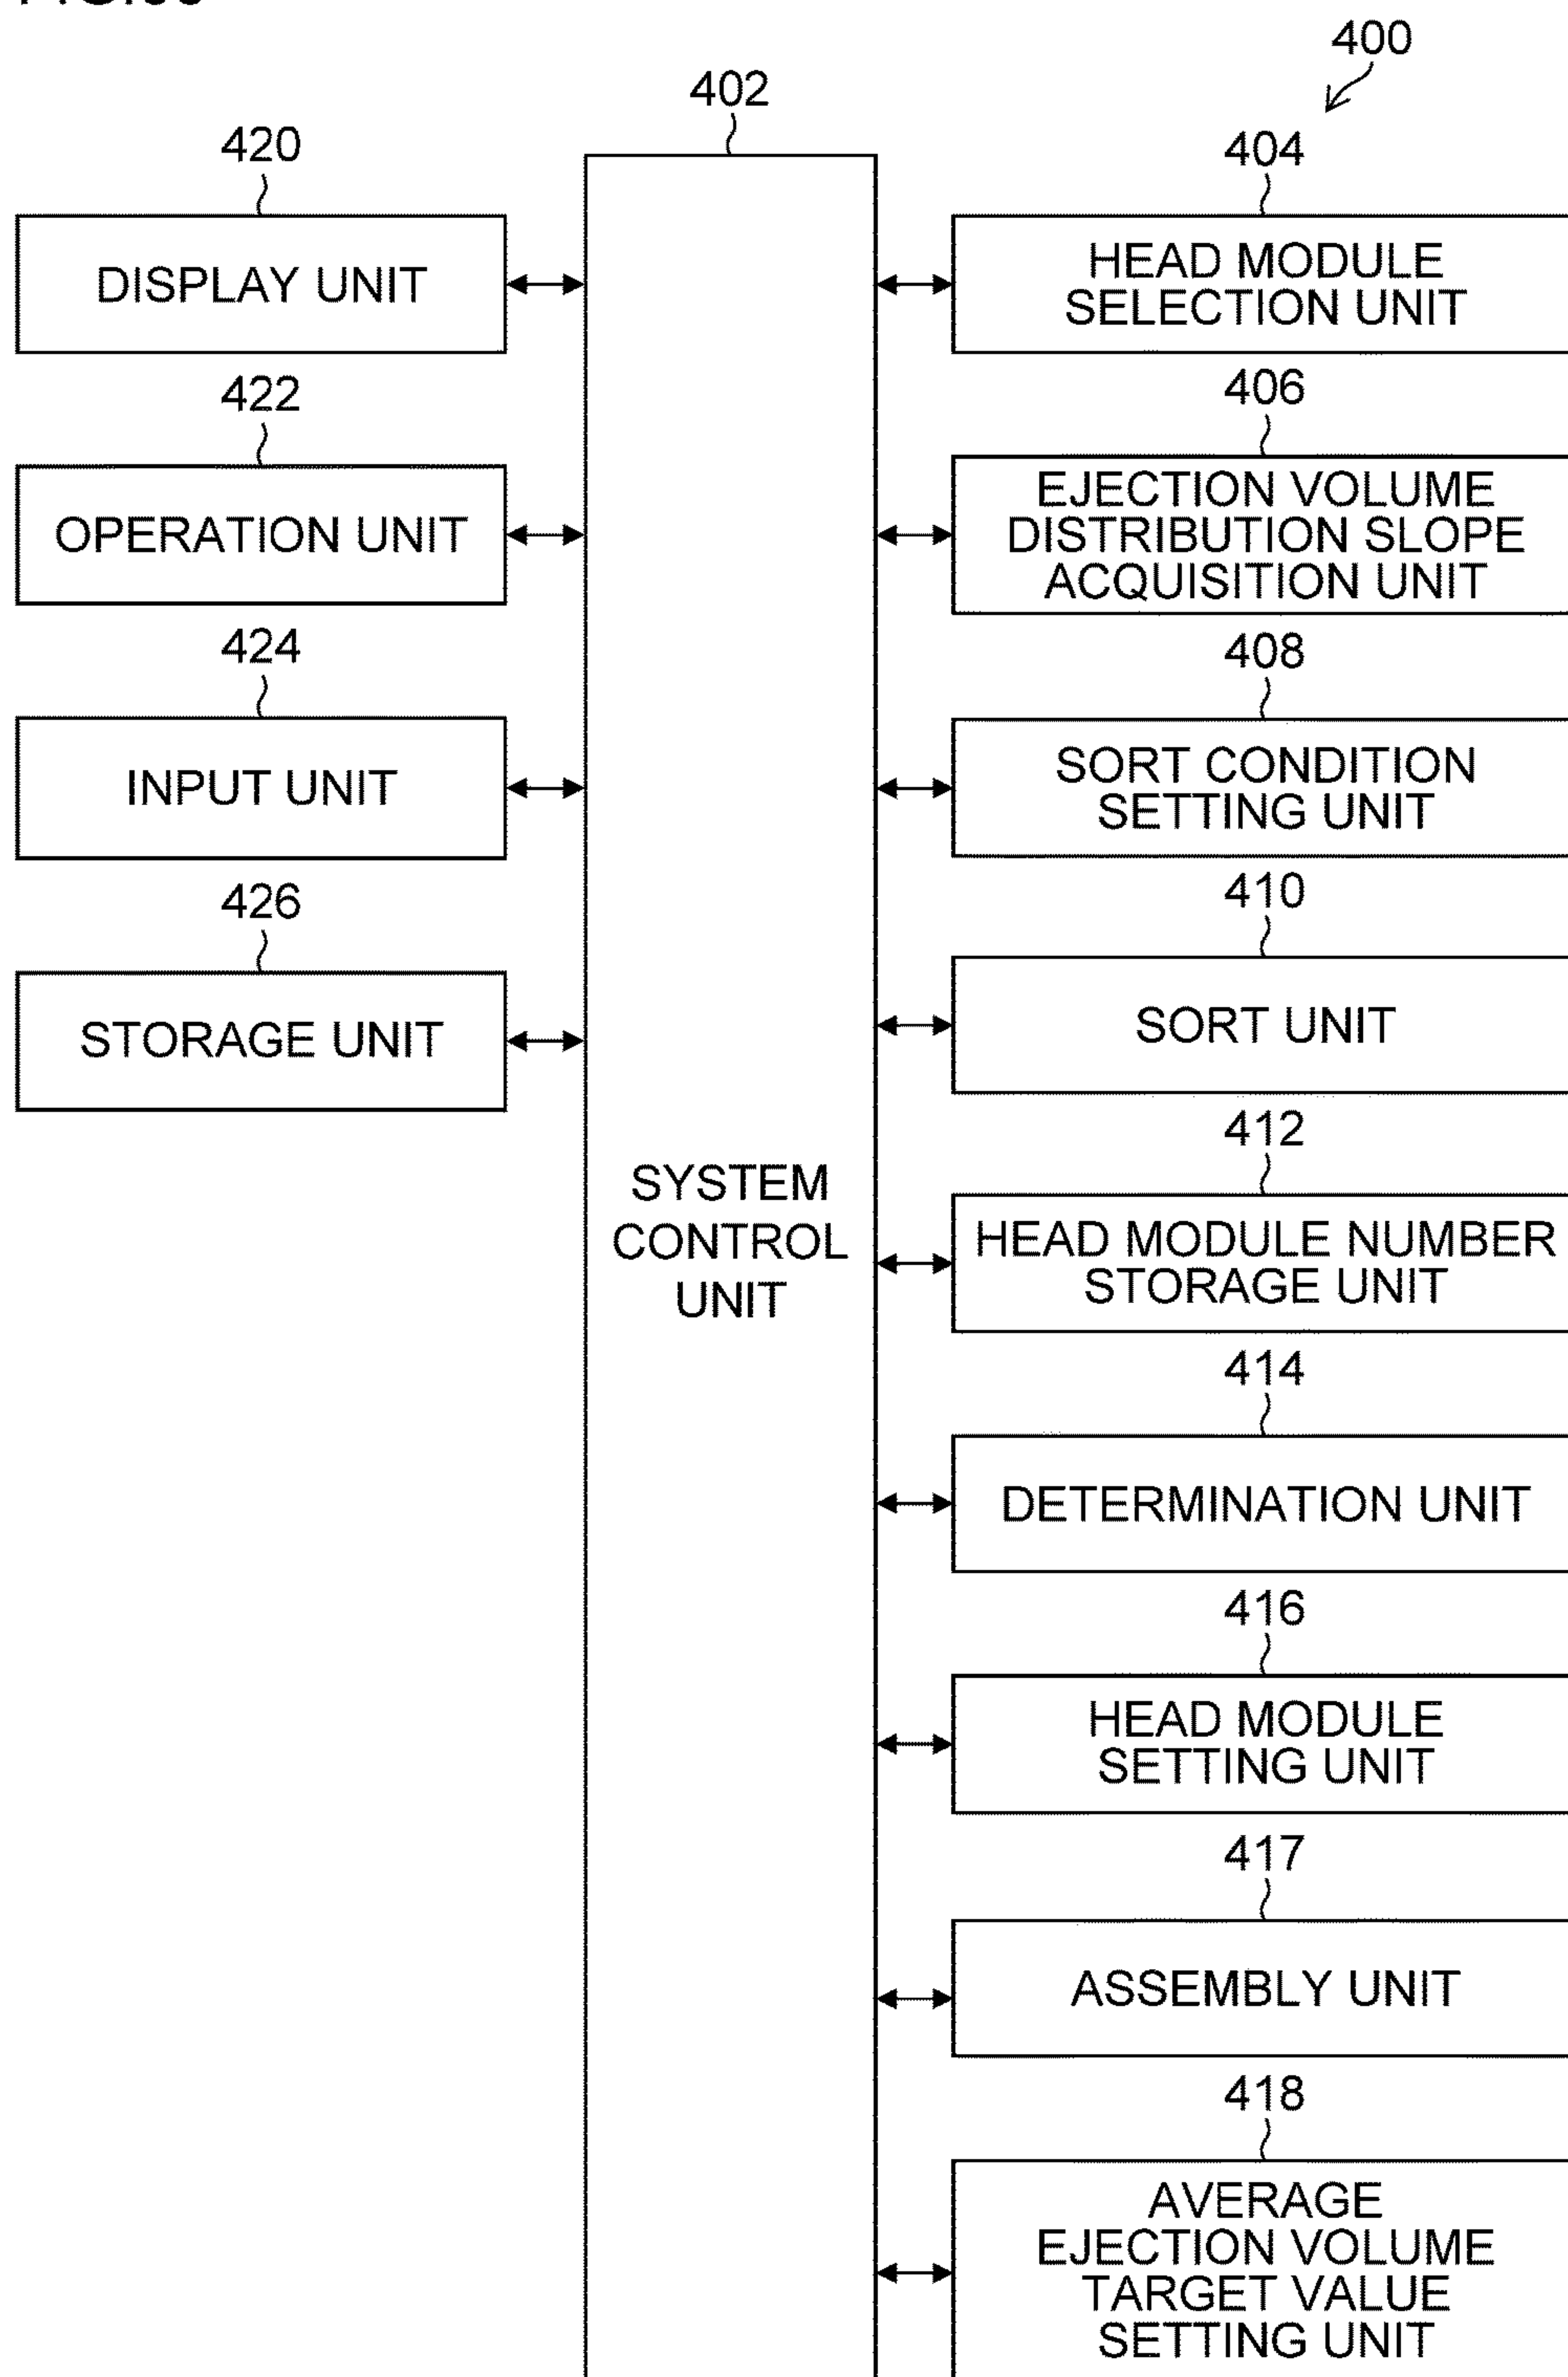 400
402
420
DISPLAY UNIT
422
OPERATION UNIT
424
INPUT UNIT
426
STORAGE UNIT
SYSTEM
CONTROL
UNIT
404
HEAD MODULE
SELECTION UNIT
406
EJECTION VOLUME
DISTRIBUTION SLOPE
ACQUISITION UNIT
408
SORT CONDITION
SETTING UNIT
410
SORT UNIT
412
HEAD MODULE NUMBER
STORAGE UNIT
414
DETERMINATION UNIT
416
HEAD MODULE
SETTING UNIT
417
ASSEMBLY UNIT
418
AVERAGE
EJECTION VOLUME
TARGET VALUE
SETTING UNIT